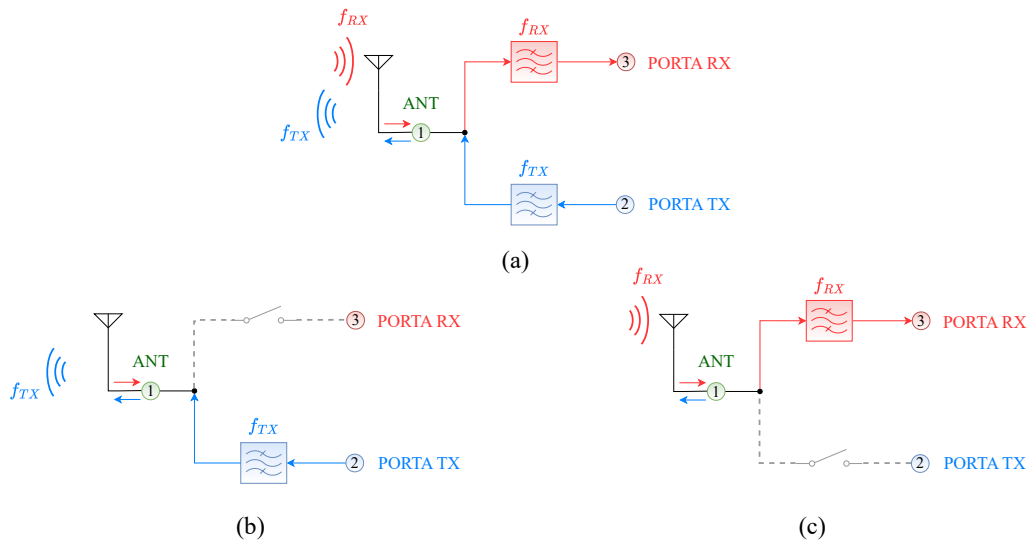 f_RX
f_RX
3 PORTA RX
ANT
1
f_TX
f_TX
2 PORTA TX
(a)
f_RX
f_RX
3 PORTA RX
3 PORTA RX
ANT
ANT
1
1
f_TX
f_TX
2 PORTA TX
2 PORTA TX
(b)
(c)